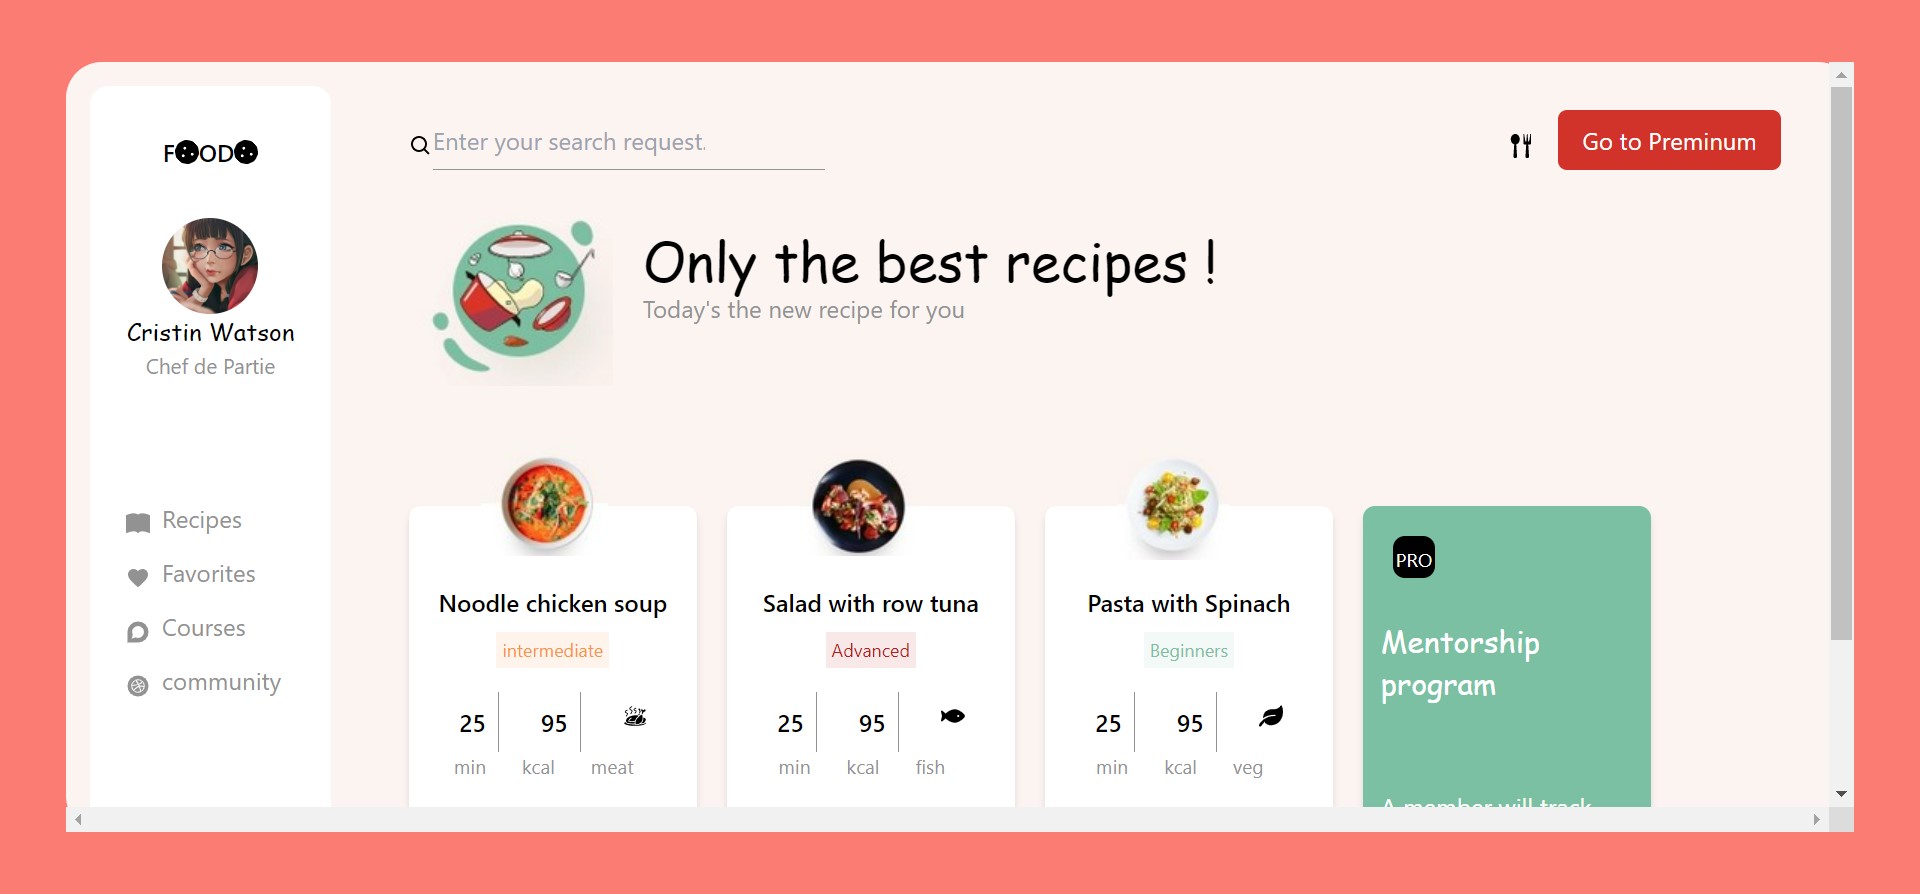 FOODO
Cristin Watson
Chef de Partie
Recipes
Favorites
Courses
community
Enter your search request.
Go to Preminum
Only the best recipes !
Today's the new recipe for you
Noodle chicken soup
intermediate
25 95
min kcal meat
Salad with row tuna
Advanced
25 95
min kcal fish
Pasta with Spinach
Beginners
25 95
min kcal veg
PRO
Mentorship
program
A member will track